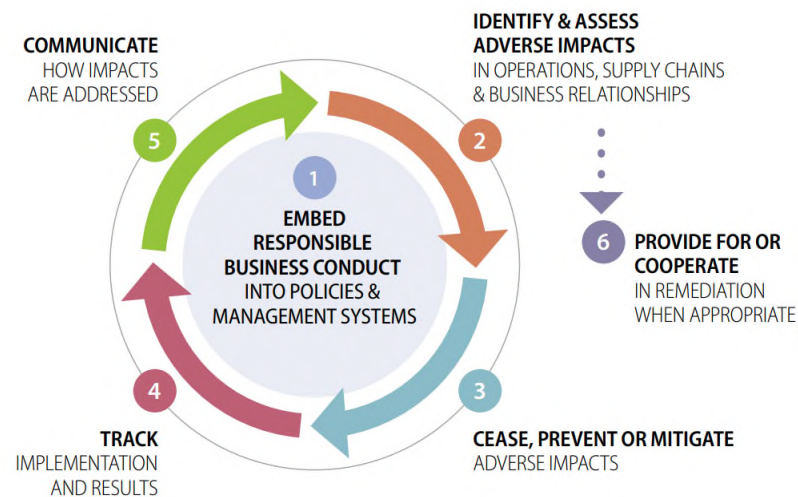 1
EMBED
RESPONSIBLE
BUSINESS CONDUCT
INTO POLICIES &
MANAGEMENT SYSTEMS
2
IDENTIFY & ASSESS
ADVERSE IMPACTS
IN OPERATIONS, SUPPLY CHAINS
& BUSINESS RELATIONSHIPS
3
CEASE, PREVENT OR MITIGATE
ADVERSE IMPACTS
4
TRACK
IMPLEMENTATION
AND RESULTS
5
COMMUNICATE
HOW IMPACTS
ARE ADDRESSED
6
PROVIDE FOR OR
COOPERATE
IN REMEDIATION
WHEN APPROPRIATE